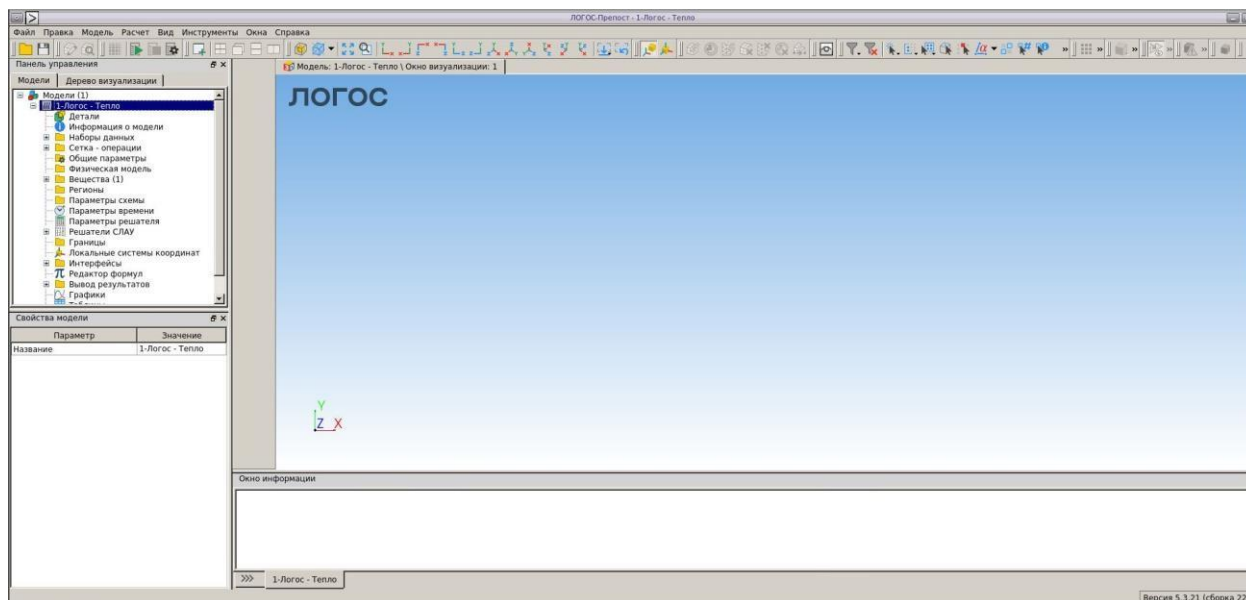 ЛОГОС-Препост - 1-Логос - Тепло
Файл Правка Модель Расчет Вид Инструменты Окна Справка
Панель управления
Модель: 1-Логос - Тепло \ Окно визуализации: 1
Модели Дерево визуализации
ЛОГОС
Модели (1)
1-Логос - Тепло
Детали
Информация о модели
Наборы данных
Сетка - операции
Общие параметры
Физическая модель
Вещества (1)
Регионы
Параметры схемы
Параметры времени
Параметры решателя
Решатели СЛАУ
Границы
Локальные системы координат
Интерфейсы
Редактор формул
Вывод результатов
Графики
Свойства модели
Параметр Значение
Название 1-Логос - Тепло
Y
Z X
Окно информации
>>> 1-Логос - Тепло
Версия 5.3.21 (сборка 22